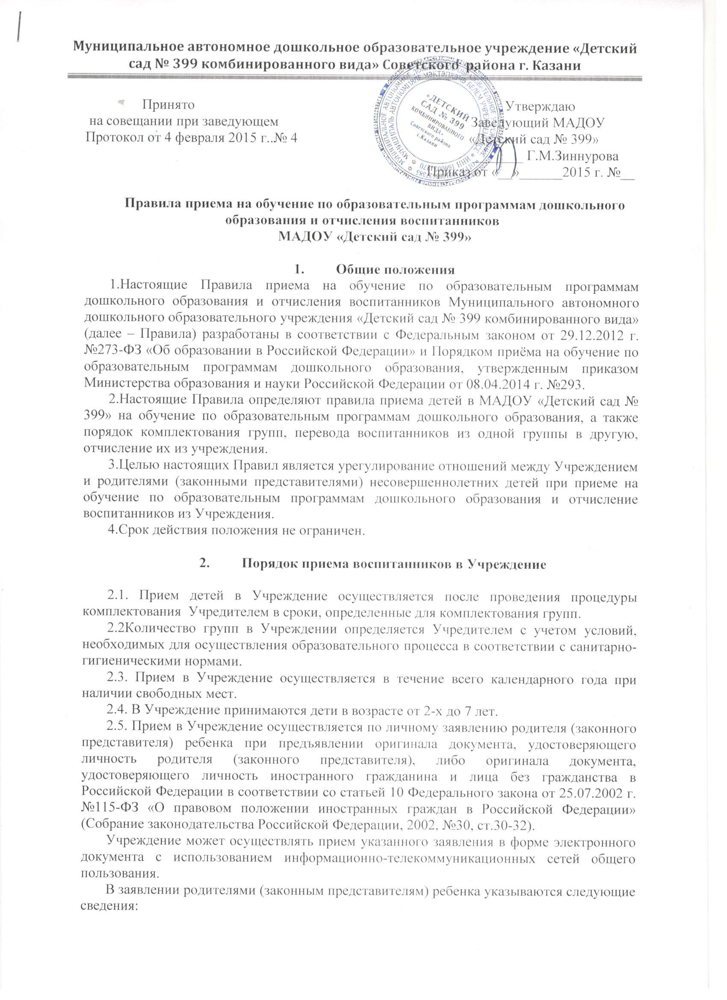 Муниципальное автономное дошкольное образовательное учреждение «Детский
сад № 399 комбинированного вида» Советского района г. Казани
Принято
на совещании при заведующем
Протокол от 4 февраля 2015 г..№ 4
Утверждаю
Заведующий МАДОУ
«Детский сад № 399»
Г.М.Зиннурова
Приказ от «__»______2015 г. №__
«ДЕТСКИЙ
САД № 399
КОМБИНИРОВАННОГО
ВИДА»
Советского района
г.Казани
Правила приема на обучение по образовательным программам дошкольного
образования и отчисления воспитанников
МАДОУ «Детский сад № 399»
1. Общие положения
1.Настоящие Правила приема на обучение по образовательным программам
дошкольного образования и отчисления воспитанников Муниципального автономного
дошкольного образовательного учреждения «Детский сад № 399 комбинированного вида»
(далее – Правила) разработаны в соответствии с Федеральным законом от 29.12.2012 г.
№273-ФЗ «Об образовании в Российской Федерации» и Порядком приёма на обучение по
образовательным программам дошкольного образования, утвержденным приказом
Министерства образования и науки Российской Федерации от 08.04.2014 г. №293.
2.Настоящие Правила определяют правила приема детей в МАДОУ «Детский сад №
399» на обучение по образовательным программам дошкольного образования, а также
порядок комплектования групп, перевода воспитанников из одной группы в другую,
отчисление их из учреждения.
3.Целью настоящих Правил является урегулирование отношений между Учреждением
и родителями (законными представителями) несовершеннолетних детей при приеме на
обучение по образовательным программам дошкольного образования и отчисление
воспитанников из Учреждения.
4.Срок действия положения не ограничен.
2. Порядок приема воспитанников в Учреждение
2.1. Прием детей в Учреждение осуществляется после проведения процедуры
комплектования Учредителем в сроки, определенные для комплектования групп.
2.2Количество групп в Учреждении определяется Учредителем с учетом условий,
необходимых для осуществления образовательного процесса в соответствии с санитарно-
гигиеническими нормами.
2.3. Прием в Учреждение осуществляется в течение всего календарного года при
наличии свободных мест.
2.4. В Учреждение принимаются дети в возрасте от 2-х до 7 лет.
2.5. Прием в Учреждение осуществляется по личному заявлению родителя (законного
представителя) ребенка при предъявлении оригинала документа, удостоверяющего
личность родителя (законного представителя), либо оригинала документа,
удостоверяющего личность иностранного гражданина и лица без гражданства в
Российской Федерации в соответствии со статьей 10 Федерального закона от 25.07.2002 г.
№115-ФЗ «О правовом положении иностранных граждан в Российской Федерации»
(Собрание законодательства Российской Федерации, 2002, №30, ст.30-32).
Учреждение может осуществлять прием указанного заявления в форме электронного
документа с использованием информационно-телекоммуникационных сетей общего
пользования.
В заявлении родителями (законным представителям) ребенка указываются следующие
сведения: